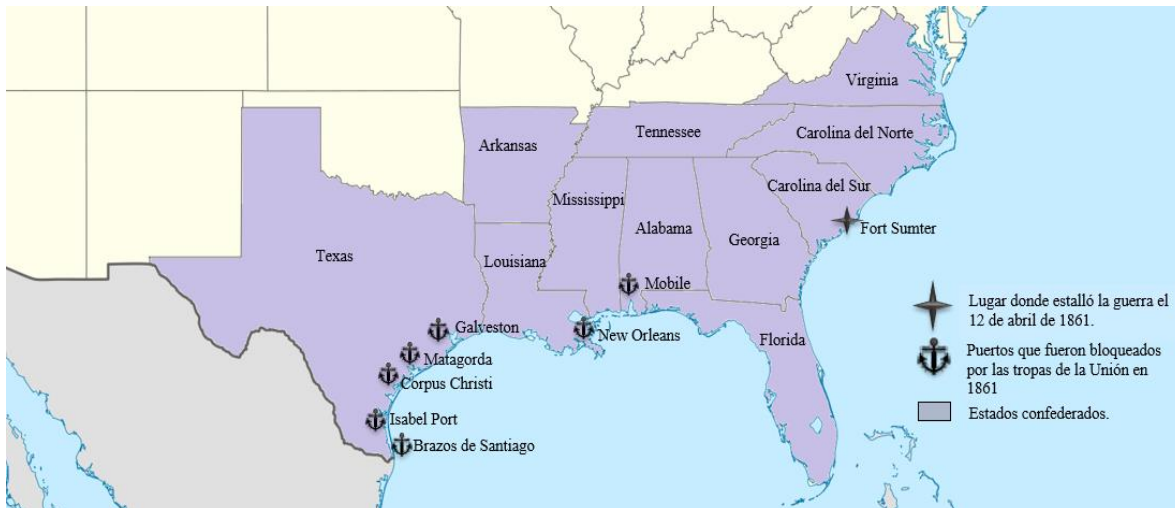 Virginia
Tennessee
Carolina del Norte
Arkansas
Carolina del Sur
Mississippi
Alabama
Fort Sumter
Georgia
Texas
Louisiana
Mobile
Galveston
New Orleans
Florida
Matagorda
Corpus Christi
Isabel Port
Brazos de Santiago
Lugar donde estalló la guerra el
12 de abril de 1861.
Puertos que fueron bloqueados
por las tropas de la Unión en
1861
Estados confederados.